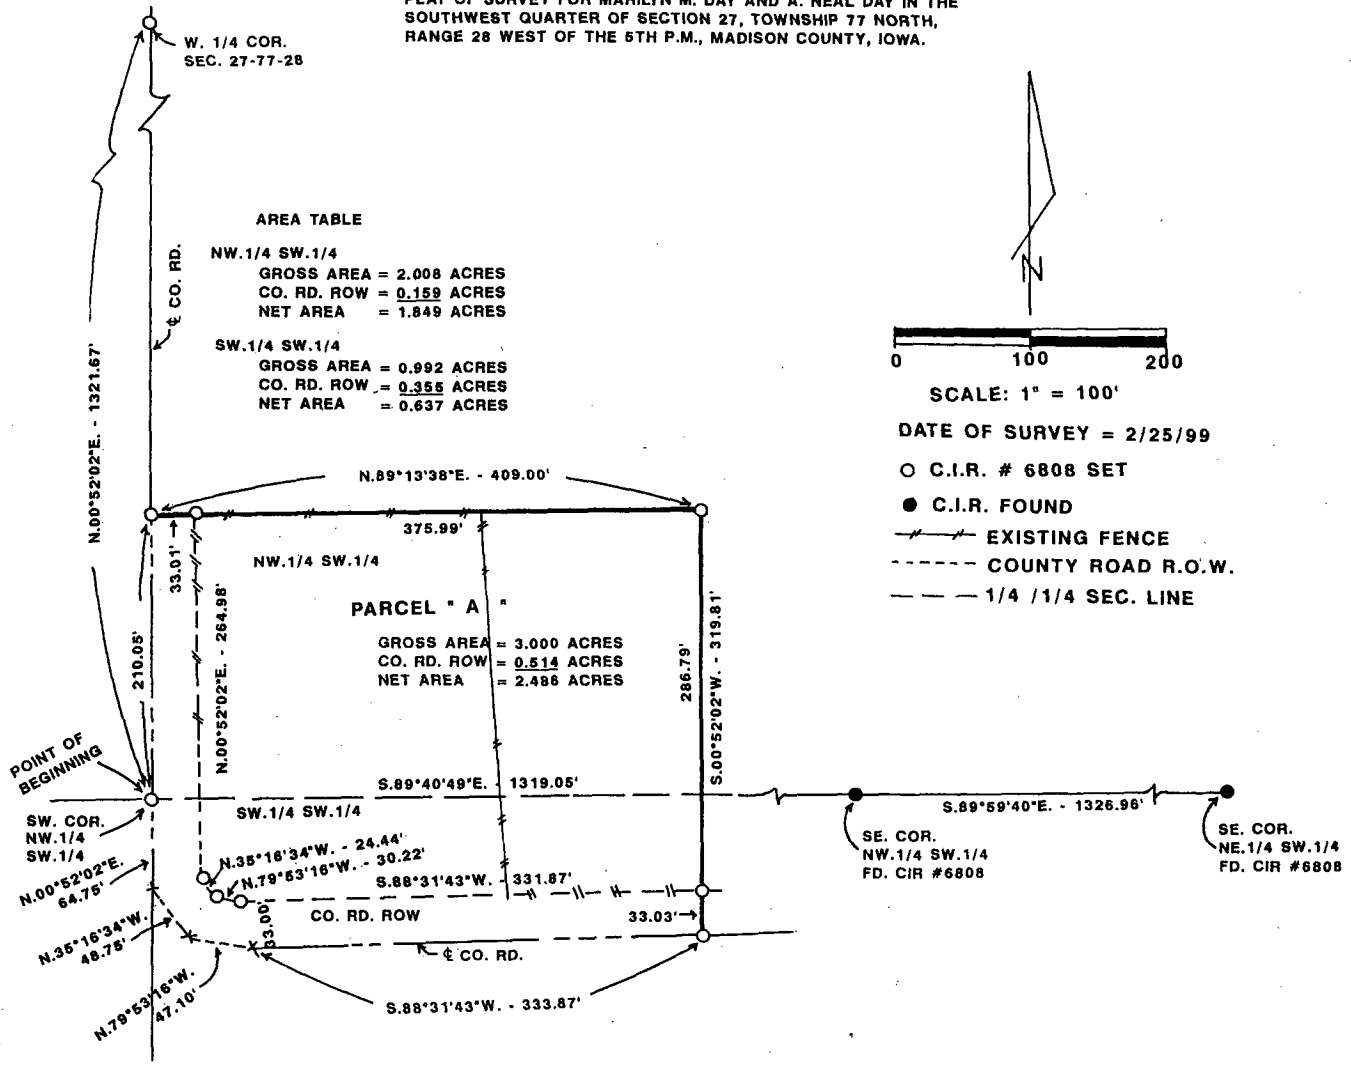 PLAT OF SURVEY FOR MARILYN M. DAY AND A. NEAL DAY IN THE
SOUTHWEST QUARTER OF SECTION 27, TOWNSHIP 77 NORTH,
RANGE 28 WEST OF THE 5TH P.M., MADISON COUNTY, IOWA.
W. 1/4 COR.
SEC. 27-77-28
N.00°52'02"E. - 1321.67'
℄ CO. RD.
AREA TABLE
NW.1/4 SW.1/4
GROSS AREA = 2.008 ACRES
CO. RD. ROW = 0.159 ACRES
NET AREA = 1.849 ACRES
SW.1/4 SW.1/4
GROSS AREA = 0.992 ACRES
CO. RD. ROW = 0.355 ACRES
NET AREA = 0.637 ACRES
N
0 100 200
SCALE: 1" = 100'
DATE OF SURVEY = 2/25/99
C.I.R. # 6808 SET
C.I.R. FOUND
EXISTING FENCE
COUNTY ROAD R.O.W.
1/4 /1/4 SEC. LINE
N.89°13'38"E. - 409.00'
375.99'
33.01'
NW.1/4 SW.1/4
N.00°52'02"E. - 264.98'
210.05'
PARCEL " A "
GROSS AREA = 3.000 ACRES
CO. RD. ROW = 0.514 ACRES
NET AREA = 2.486 ACRES
286.79'
S.00°52'02"W. - 319.81'
POINT OF
BEGINNING
S.89°40'49"E. - 1319.05'
S.89°59'40"E. - 1326.96'
SW. COR.
NW.1/4
SW.1/4
SW.1/4 SW.1/4
SE. COR.
NW.1/4 SW.1/4
FD. CIR #6808
SE. COR.
NE.1/4 SW.1/4
FD. CIR #6808
N.00°52'02"E.
64.75'
N.35°16'34"W. - 24.44'
N.79°53'16"W. - 30.22'
S.88°31'43"W. - 331.87'
CO. RD. ROW
33.00'
33.03'
N.35°16'34"W.
48.75'
℄ CO. RD.
N.79°53'16"W.
47.10'
S.88°31'43"W. - 333.87'